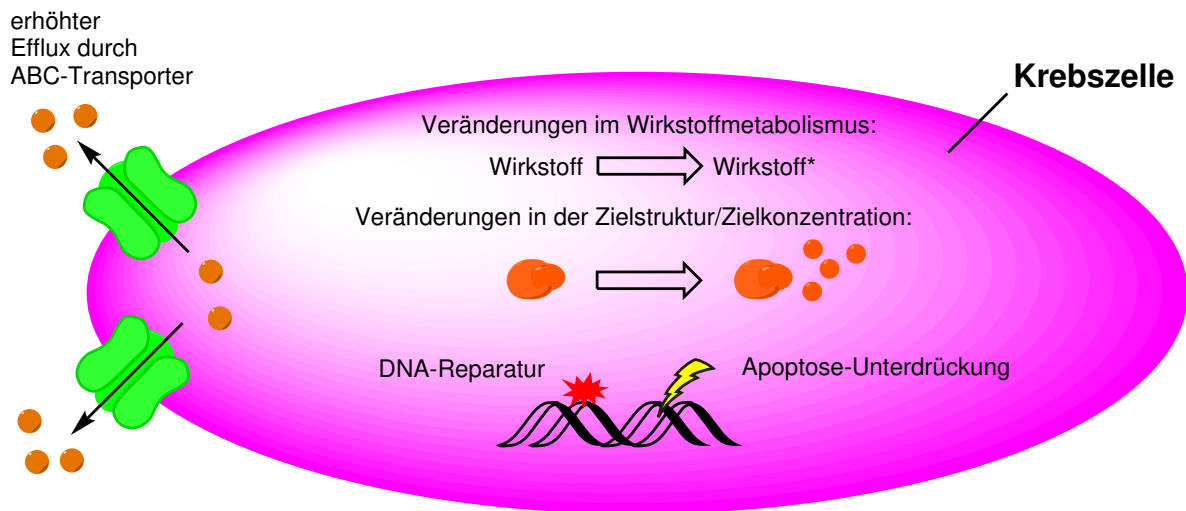 erhöhter
Efflux durch
ABC-Transporter
Krebszelle
Veränderungen im Wirkstoffmetabolismus:
Wirkstoff Wirkstoff*
Veränderungen in der Zielstruktur/Zielkonzentration:
DNA-Reparatur Apoptose-Unterdrückung